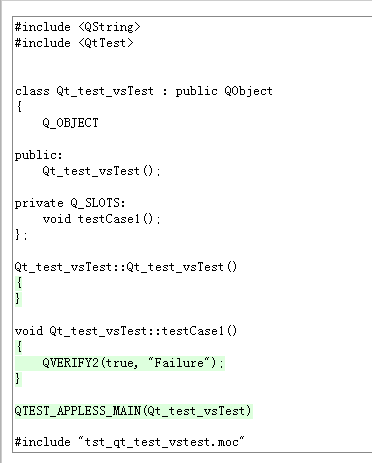 #include <QString>
#include <QtTest>
class Qt_test_vsTest : public QObject
{
Q_OBJECT
public:
Qt_test_vsTest();
private Q_SLOTS:
void testCase1();
};
Qt_test_vsTest::Qt_test_vsTest()
{
}
void Qt_test_vsTest::testCase1()
{
QVERIFY2(true, "Failure");
}
QTEST_APPLESS_MAIN(Qt_test_vsTest)
#include "tst_qt_test_vstest.moc"